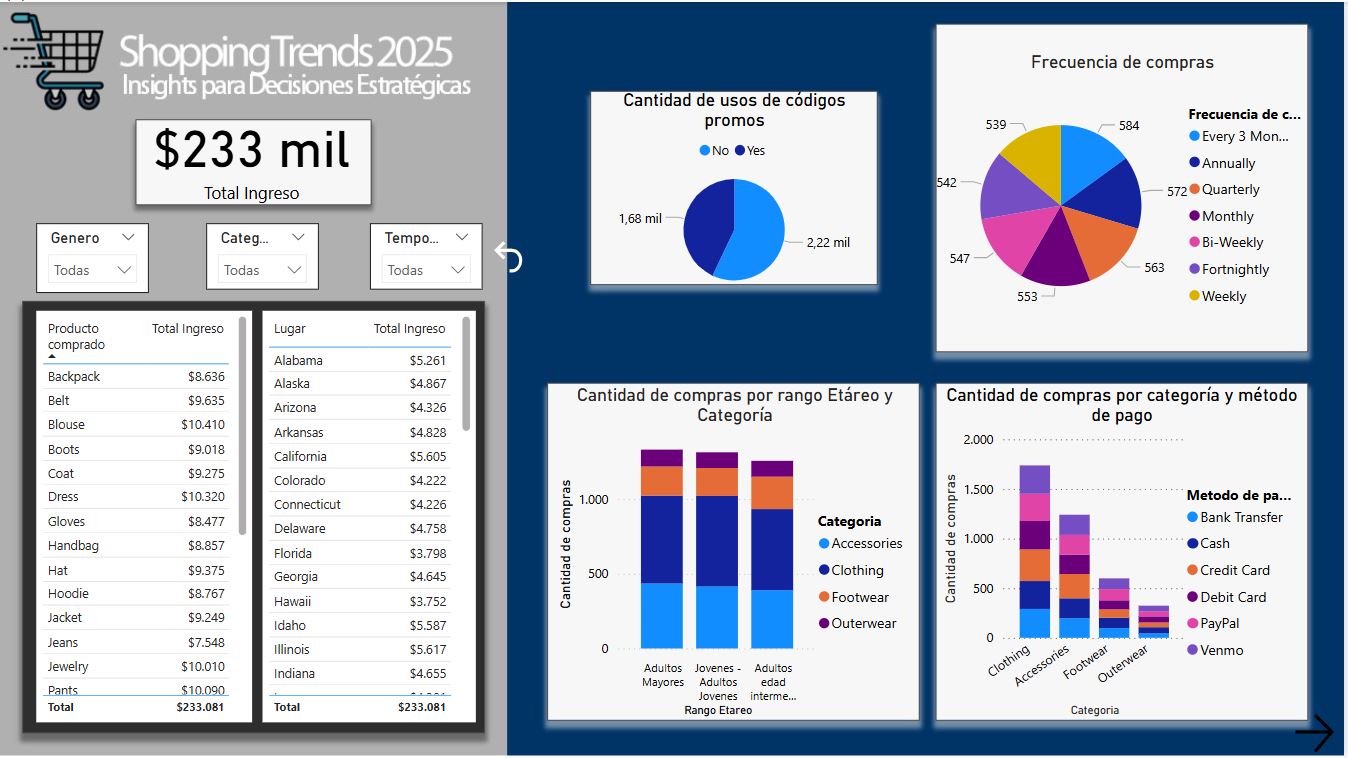 Shopping Trends 2025
Insights para Decisiones Estratégicas
$233 mil
Total Ingreso
Genero
Todas
Categ...
Todas
Tempo...
Todas
Producto comprado Total Ingreso
Backpack $8.636
Belt $9.635
Blouse $10.410
Boots $9.018
Coat $9.275
Dress $10.320
Gloves $8.477
Handbag $8.857
Hat $9.375
Hoodie $8.767
Jacket $9.249
Jeans $7.548
Jewelry $10.010
Pants $10.090
Total $233.081
Lugar Total Ingreso
Alabama $5.261
Alaska $4.867
Arizona $4.326
Arkansas $4.828
California $5.605
Colorado $4.222
Connecticut $4.226
Delaware $4.758
Florida $3.798
Georgia $4.645
Hawaii $3.752
Idaho $5.587
Illinois $5.617
Indiana $4.655
Total $233.081
Cantidad de usos de códigos
promos
No Yes
1,68 mil
2,22 mil
Frecuencia de compras
539
584
542
572
547
563
553
Frecuencia de c...
Every 3 Mon...
Annually
Quarterly
Monthly
Bi-Weekly
Fortnightly
Weekly
Cantidad de compras por rango Etáreo y
Categoría
Cantidad de compras
1.000
500
0
Adultos
Mayores
Jovenes -
Adultos
Jovenes
Adultos
edad
interme...
Rango Etareo
Categoria
Accessories
Clothing
Footwear
Outerwear
Cantidad de compras por categoría y método
de pago
Cantidad de compras
2.000
1.500
1.000
500
0
Clothing
Accessories
Footwear
Outerwear
Categoria
Metodo de pa...
Bank Transfer
Cash
Credit Card
Debit Card
PayPal
Venmo